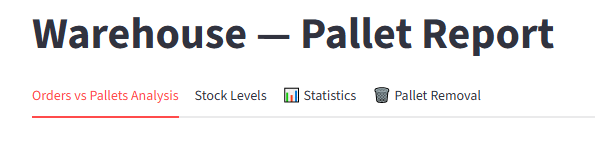 Warehouse — Pallet Report
Orders vs Pallets Analysis Stock Levels 📊 Statistics 🗑️ Pallet Removal